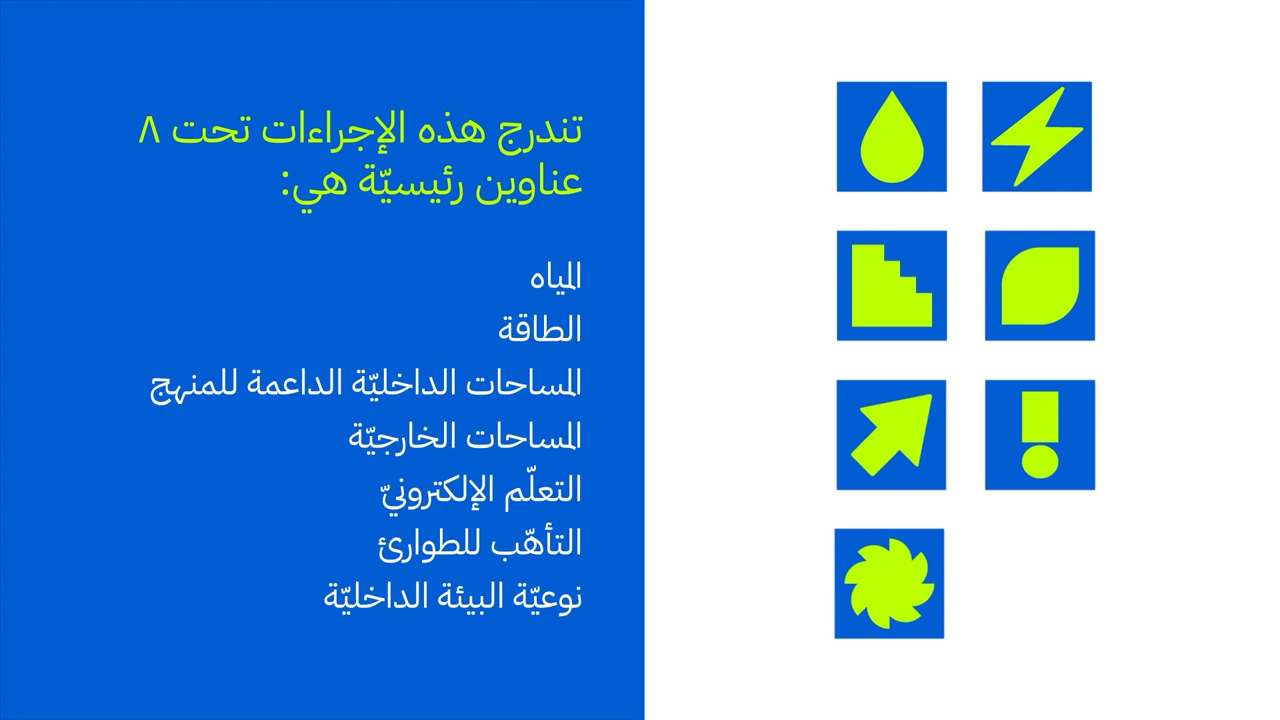 تندرج هذه الإجراءات تحت ٨
عناوين رئيسيّة هي:
المياه
الطاقة
المساحات الداخليّة الداعمة للمنهج
المساحات الخارجيّة
التعلّم الإلكترونيّ
التأهّب للطوارئ
نوعيّة البيئة الداخليّة